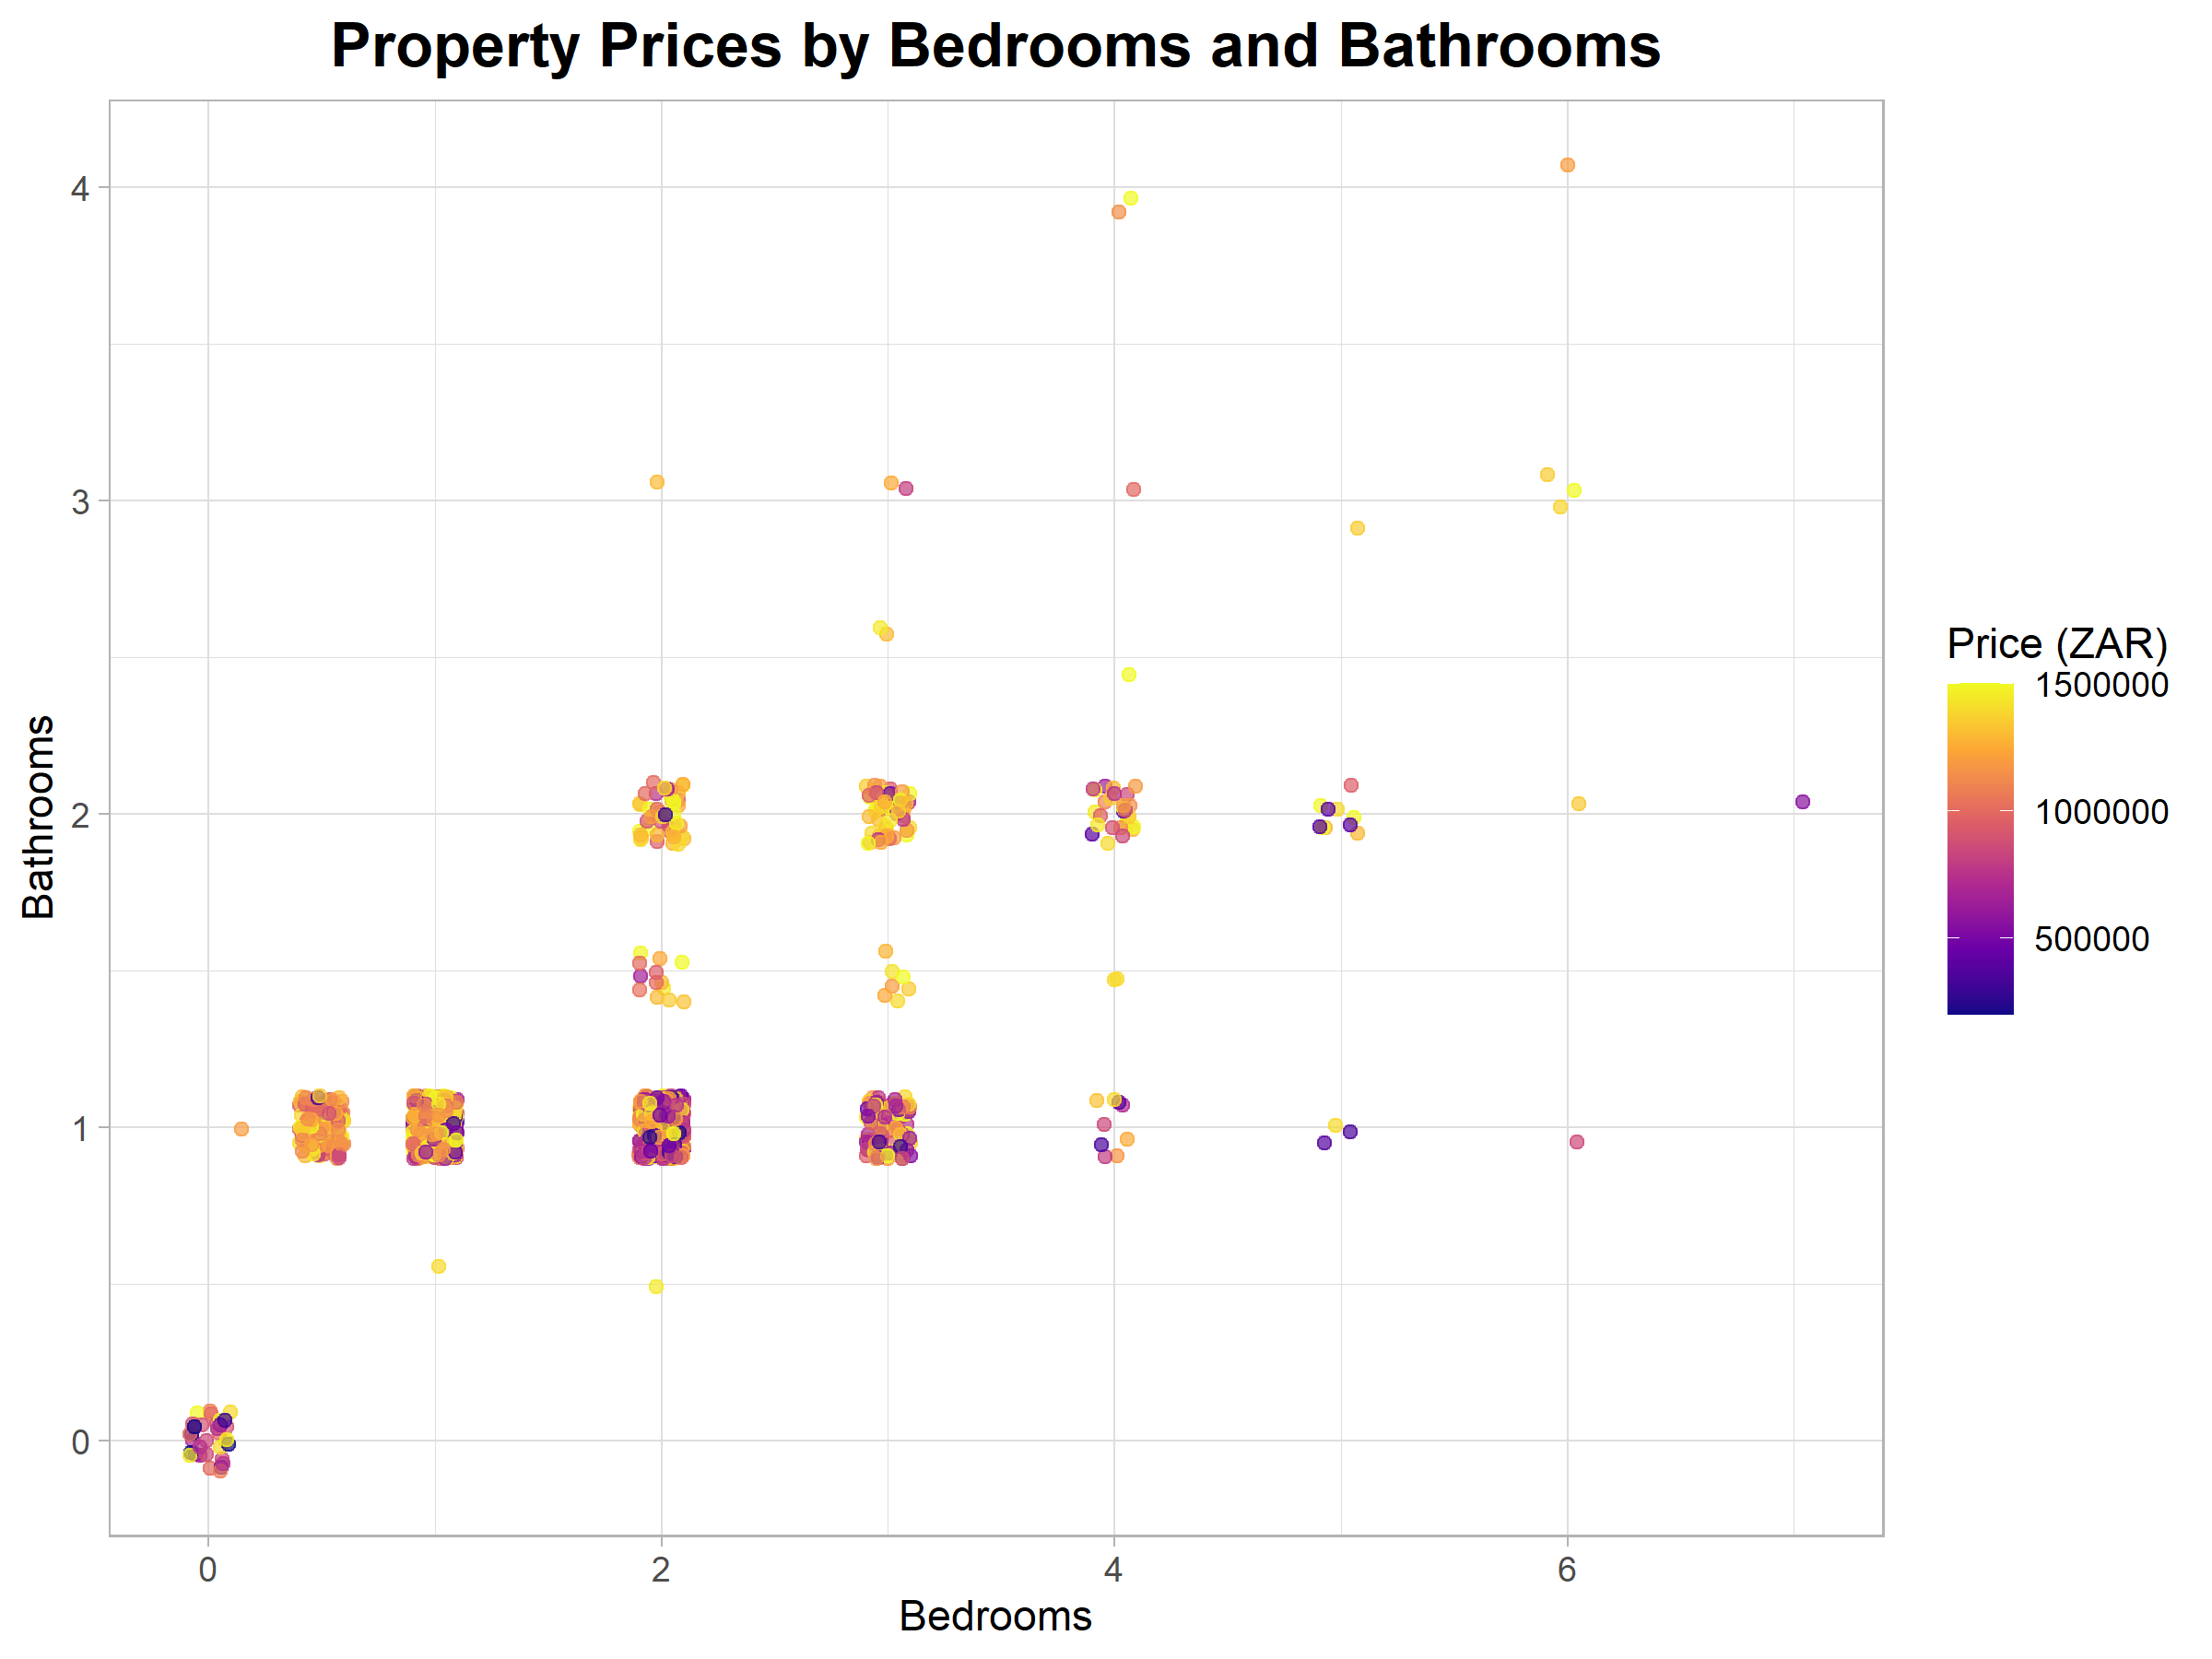 Property Prices by Bedrooms and Bathrooms
4
3
2
1
0
Bathrooms
0 2 4 6
Bedrooms
Price (ZAR)
1500000
1000000
500000